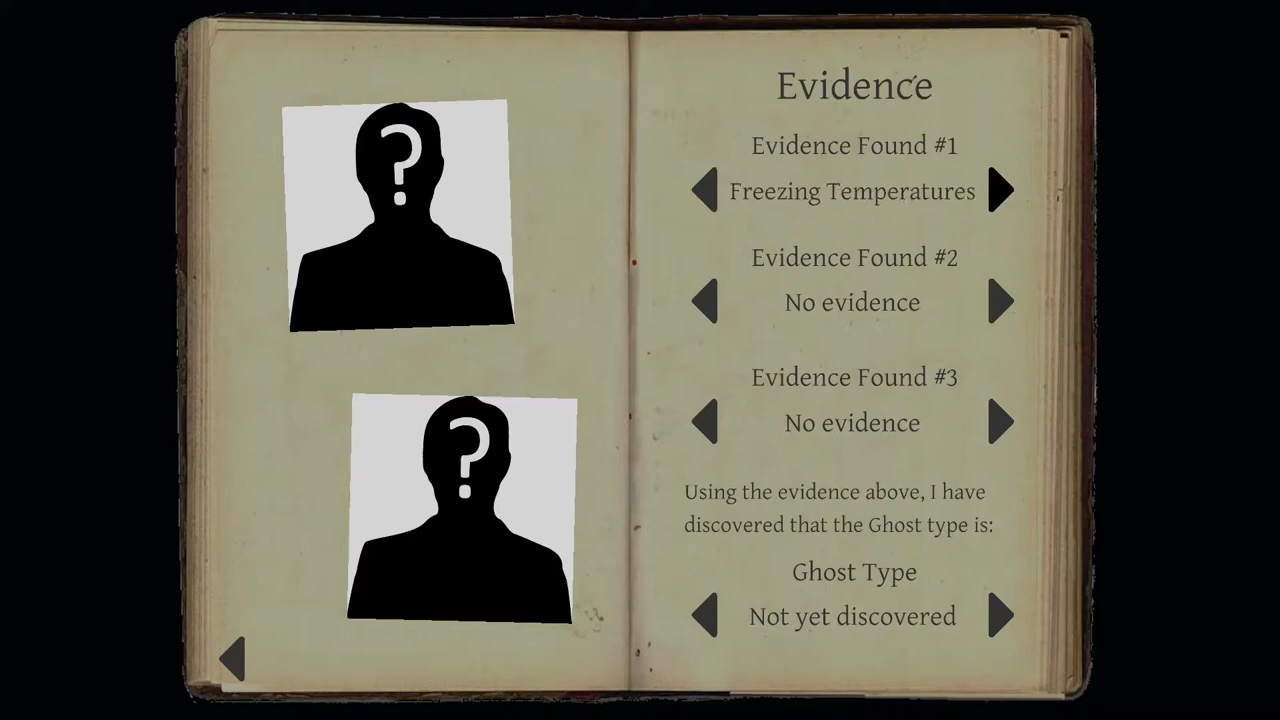 ?
?
Evidence
Evidence Found #1
Freezing Temperatures
Evidence Found #2
No evidence
Evidence Found #3
No evidence
Using the evidence above, I have
discovered that the Ghost type is:
Ghost Type
Not yet discovered